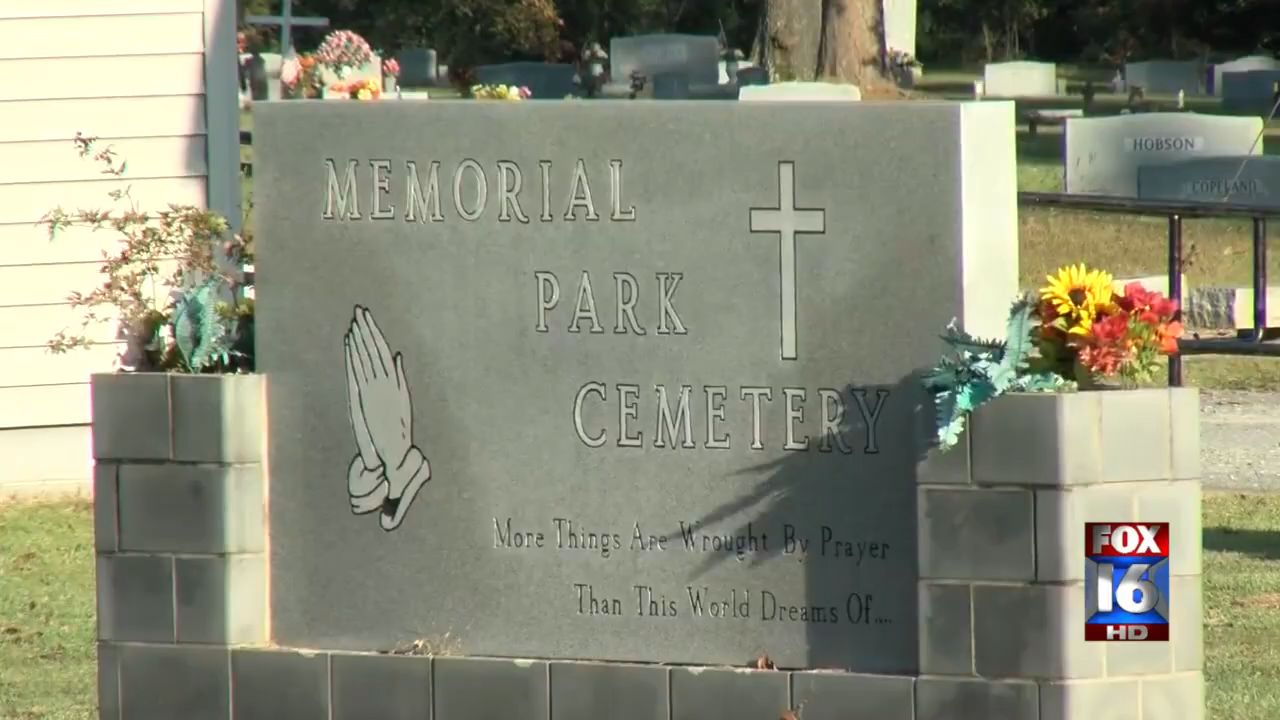 HOBSON
COPELAND
MEMORIAL
PARK
CEMETERY
More Things Are Wrought By Prayer
Than This World Dreams Of....
FOX
16
HD